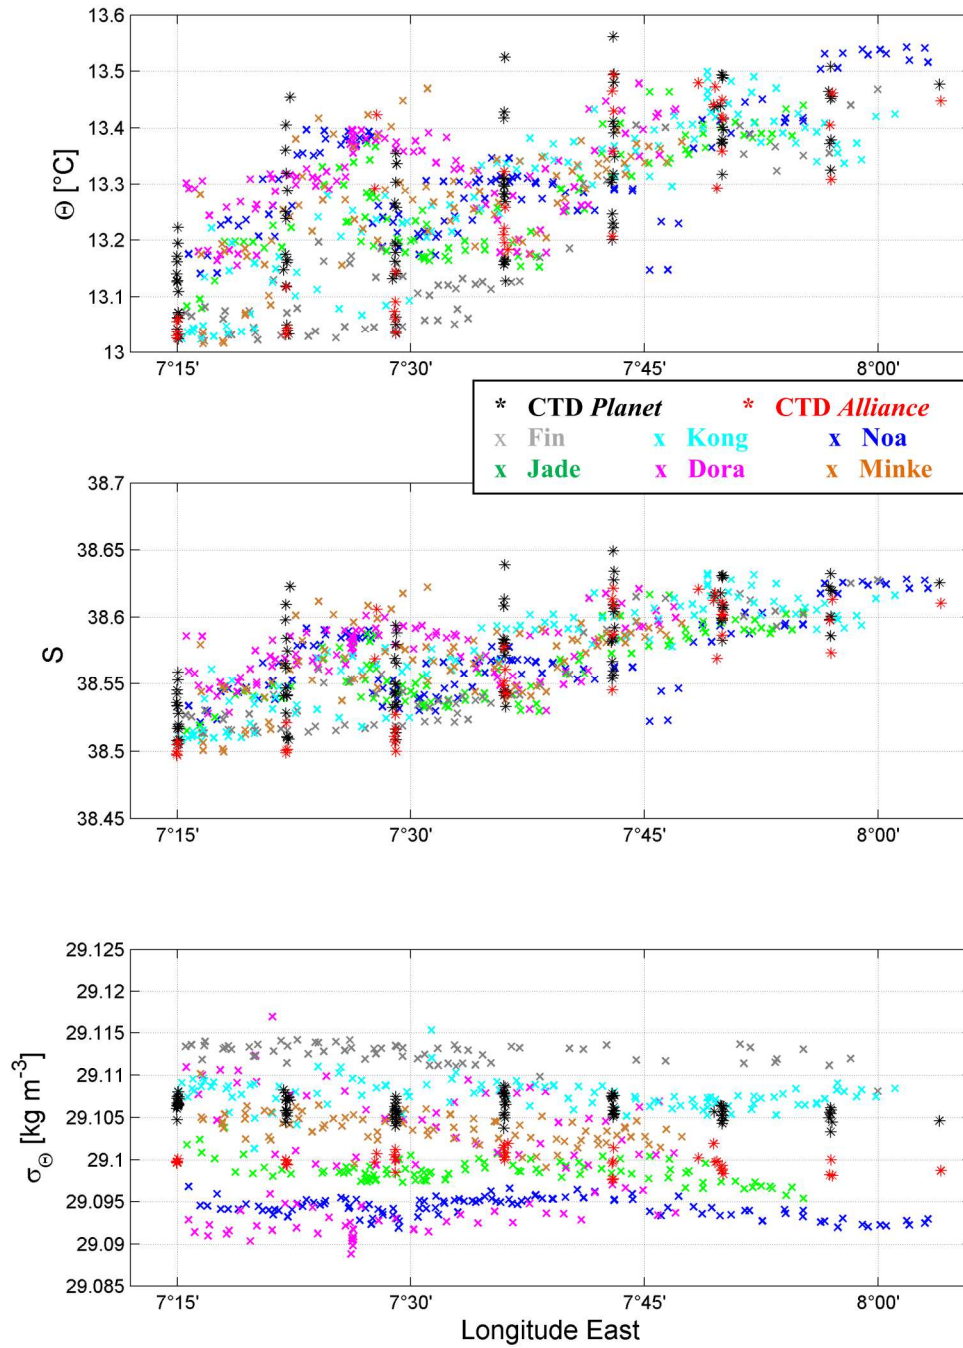 13.6
13.5
13.4
13.3
13.2
13.1
13
Θ [°C]
7°15' 7°30' 7°45' 8°00'
* CTD Planet * CTD Alliance
x Fin x Kong x Noa
x Jade x Dora x Minke
38.7
38.65
38.6
38.55
38.5
38.45
S
7°15' 7°30' 7°45' 8°00'
29.125
29.12
29.115
29.11
29.105
29.1
29.095
29.09
29.085
σΘ [kg m⁻³]
7°15' 7°30' 7°45' 8°00'
Longitude East